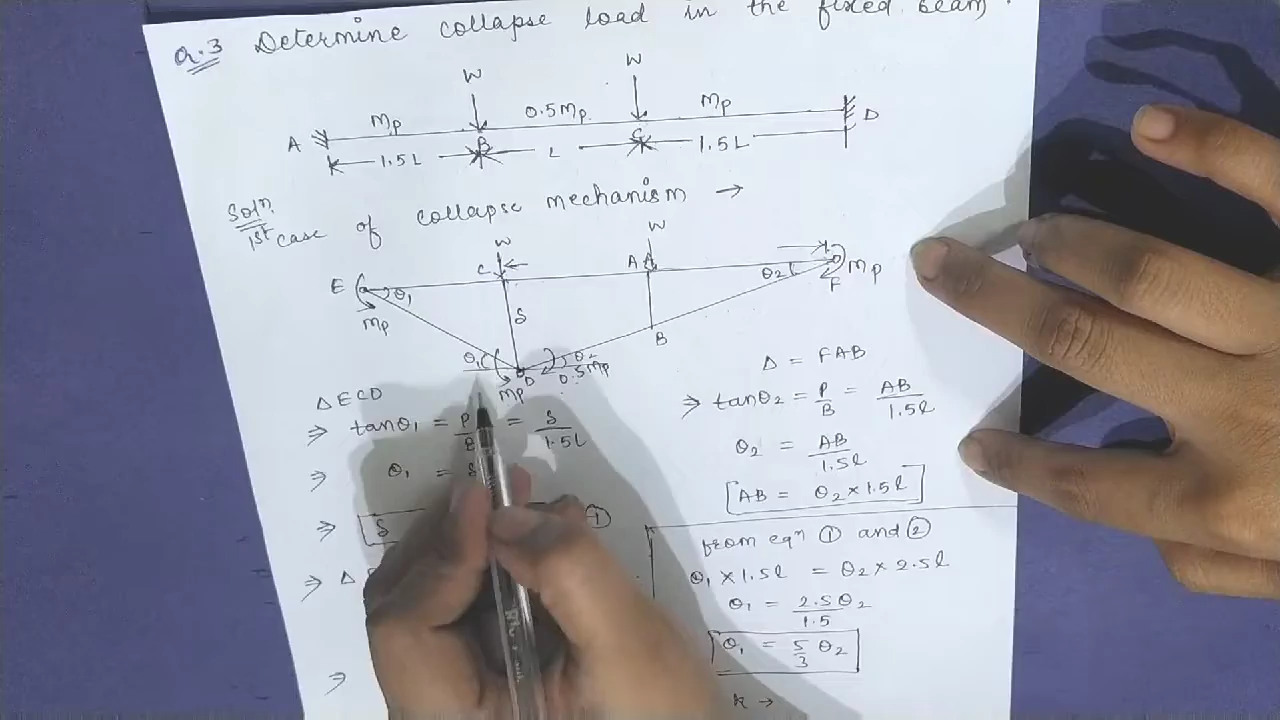 Q.3 Determine collapse load in the fixed beam.
W W
A Mp 0.5Mp Mp D
B C
1.5L L 1.5L
Soln.
1st case of collapse mechanism →
W W
E C A F Mp
θ1 θ2
Mp δ B
θ1 D θ2
Mp 0.5Mp
Δ ECD
⇒ tanθ1 = P/B = δ/1.5L
⇒ θ1 = δ
⇒ δ ①
⇒ Δ
⇒
Δ = FAB
⇒ tanθ2 = P/B = AB/1.5l
θ2 = AB/1.5l
[AB = θ2 × 1.5l]
from eqn ① and ②
θ1 × 1.5l = θ2 × 2.5l
θ1 = 2.5θ2/1.5
θ1 = 5/3 θ2